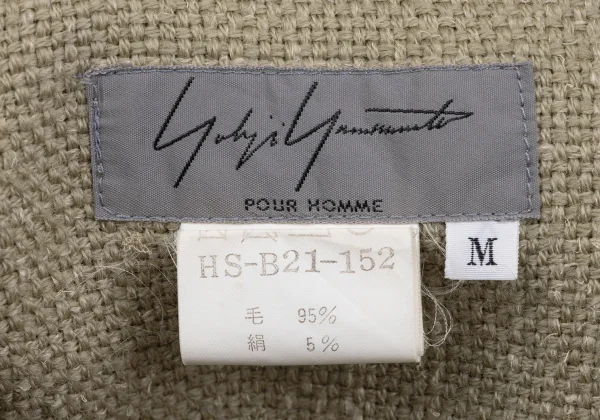 Yohji Yamamoto
POUR HOMME
M
HS-B21-152
毛 95%
絹 5%